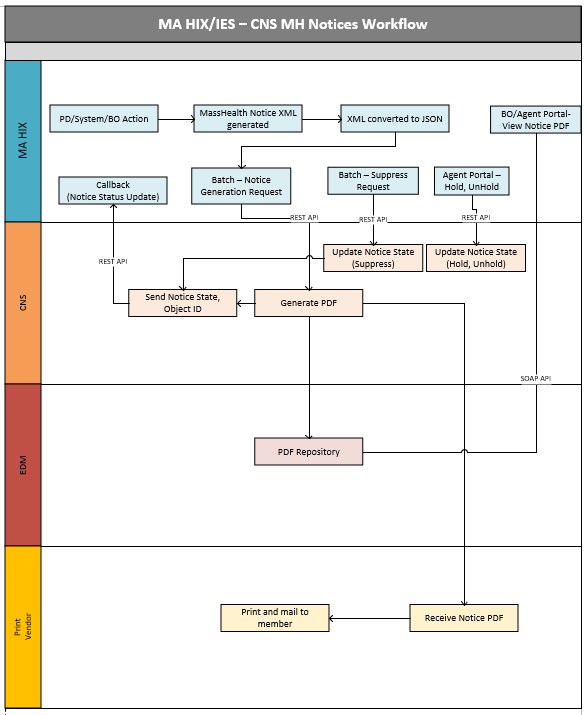 MA HIX/IES – CNS MH Notices Workflow
MA HIX
PD/System/BO Action
MassHealth Notice XML
generated
XML converted to JSON
BO/Agent Portal-
View Notice PDF
Callback
(Notice Status Update)
Batch – Notice
Generation Request
Batch – Suppress
Request
Agent Portal –
Hold, UnHold
REST API
REST API
REST API
CNS
REST API
Update Notice State
(Suppress)
Update Notice State
(Hold, Unhold)
Send Notice State,
Object ID
Generate PDF
SOAP API
EDM
PDF Repository
Print
Vendor
Print and mail to
member
Receive Notice PDF